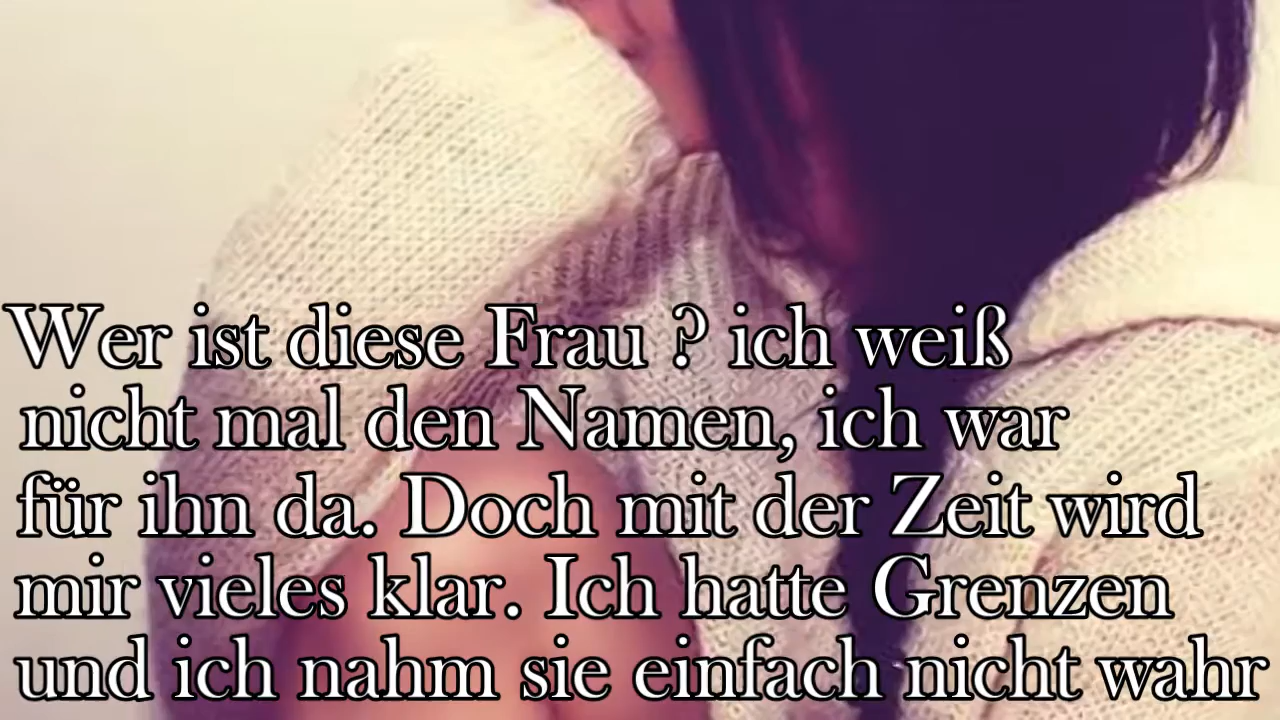 Wer ist diese Frau ? ich weiß
nicht mal den Namen, ich war
für ihn da. Doch mit der Zeit wird
mir vieles klar. Ich hatte Grenzen
und ich nahm sie einfach nicht wahr